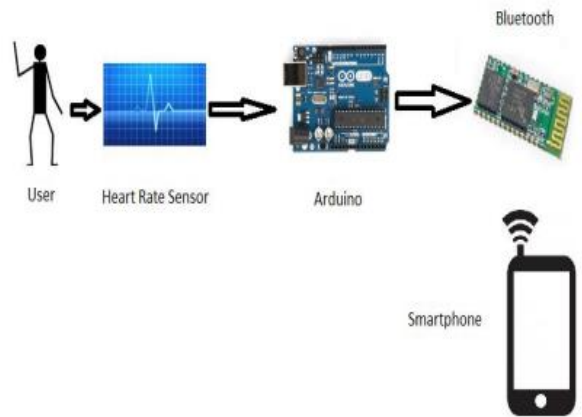 Bluetooth
User
Heart Rate Sensor
Arduino
Smartphone